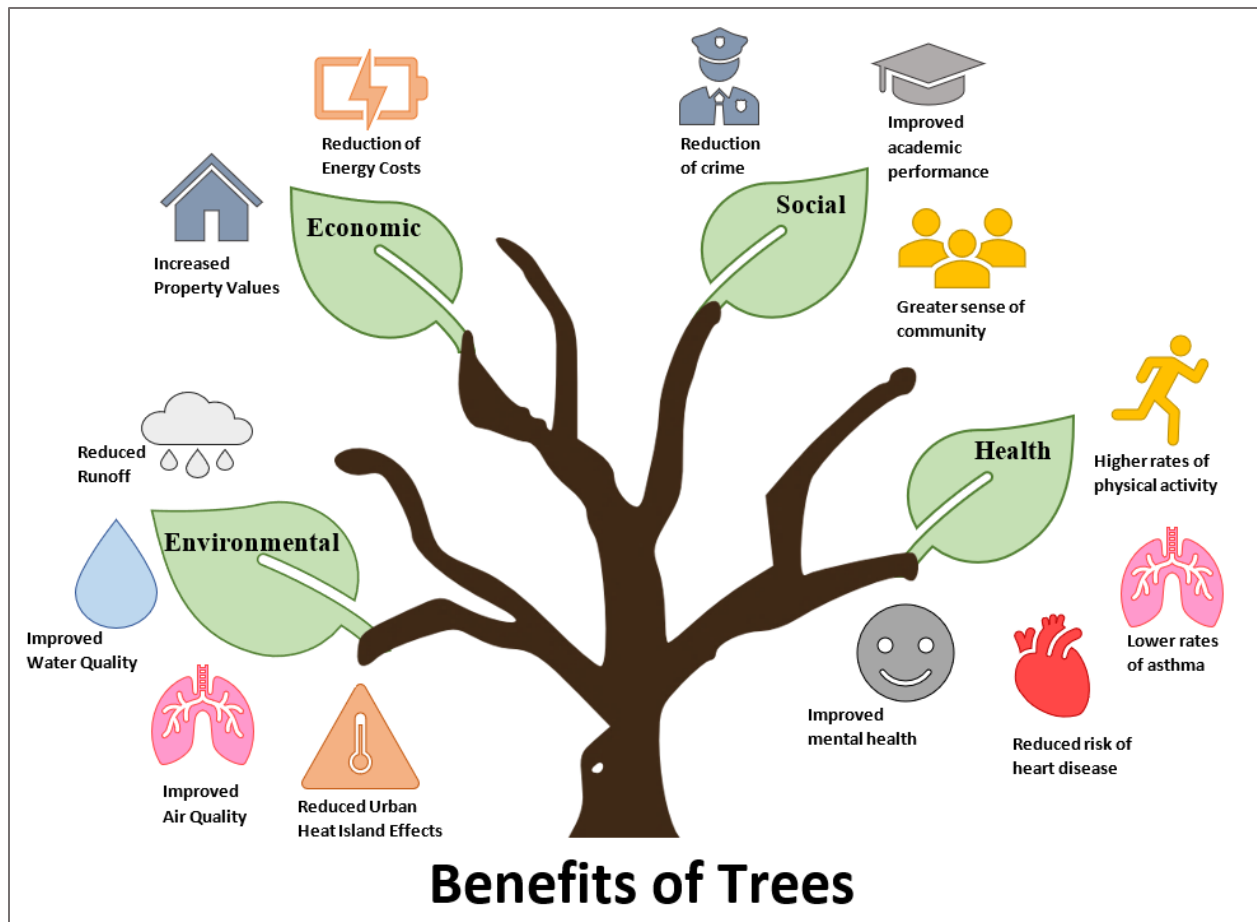 Reduction of
Energy Costs
Reduction
of crime
Improved
academic
performance
Economic
Social
Increased
Property Values
Greater sense of
community
Reduced
Runoff
Health
Higher rates of
physical activity
Environmental
Improved
Water Quality
Lower rates
of asthma
Improved
mental health
Reduced risk of
heart disease
Improved
Air Quality
Reduced Urban
Heat Island Effects
Benefits of Trees